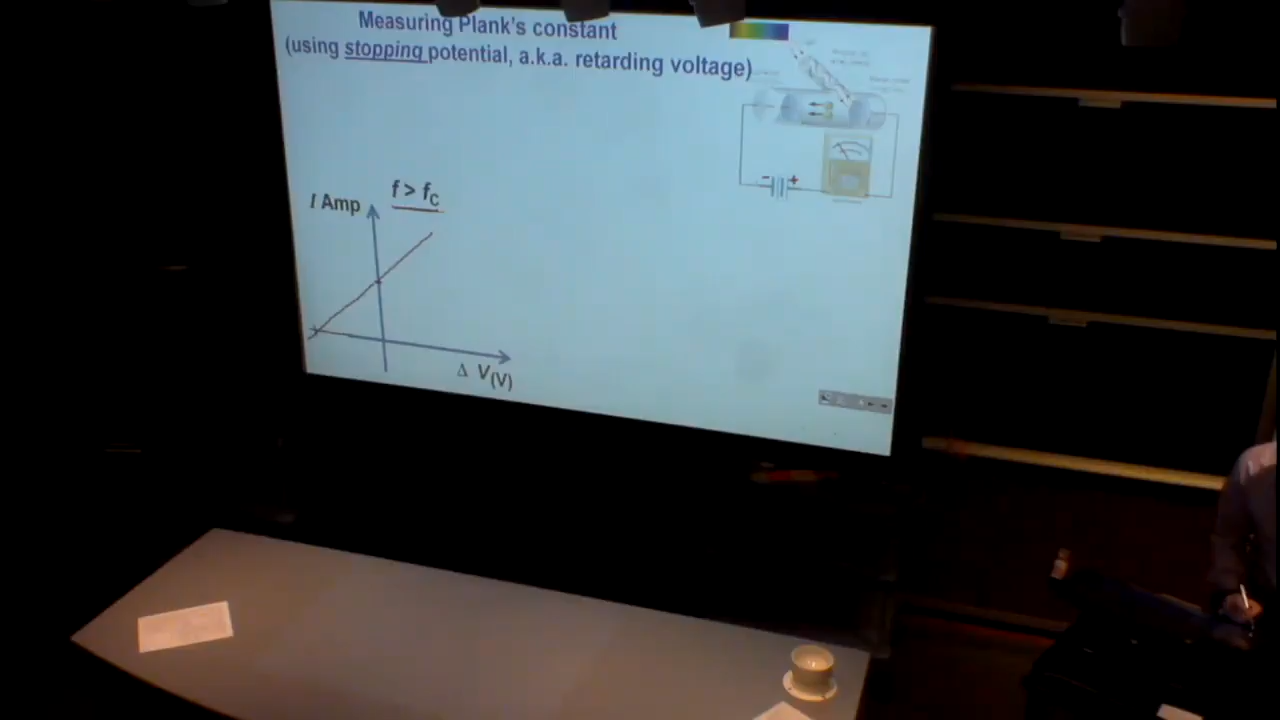 Measuring Plank's constant
(using stopping potential, a.k.a. retarding voltage)
- +
f > fC
I Amp
Δ V(V)